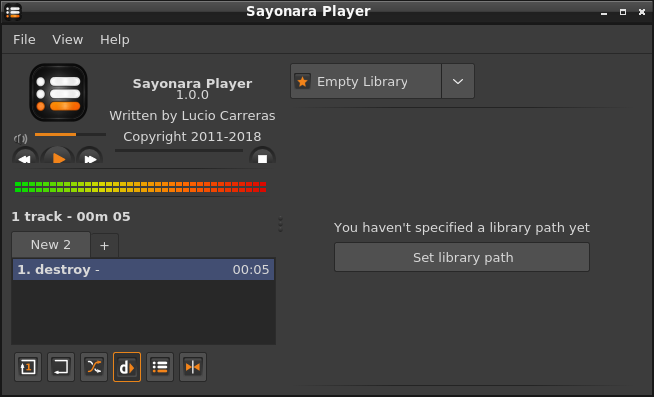 Sayonara Player
File View Help
Sayonara Player
1.0.0
Written by Lucio Carreras
Copyright 2011-2018
Empty Library
1 track - 00m 05
New 2 +
1. destroy - 00:05
You haven't specified a library path yet
Set library path
1
d